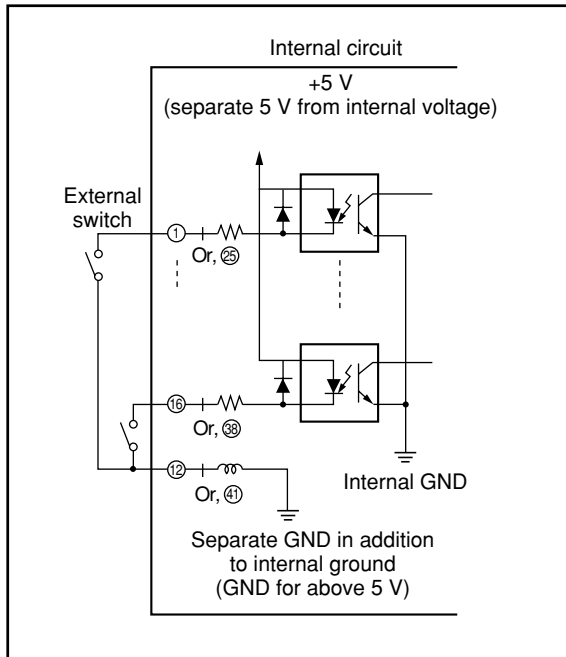 Internal circuit
+5 V
(separate 5 V from internal voltage)
External
switch
1
Or, 25
16
Or, 38
12
Or, 41
Internal GND
Separate GND in addition
to internal ground
(GND for above 5 V)